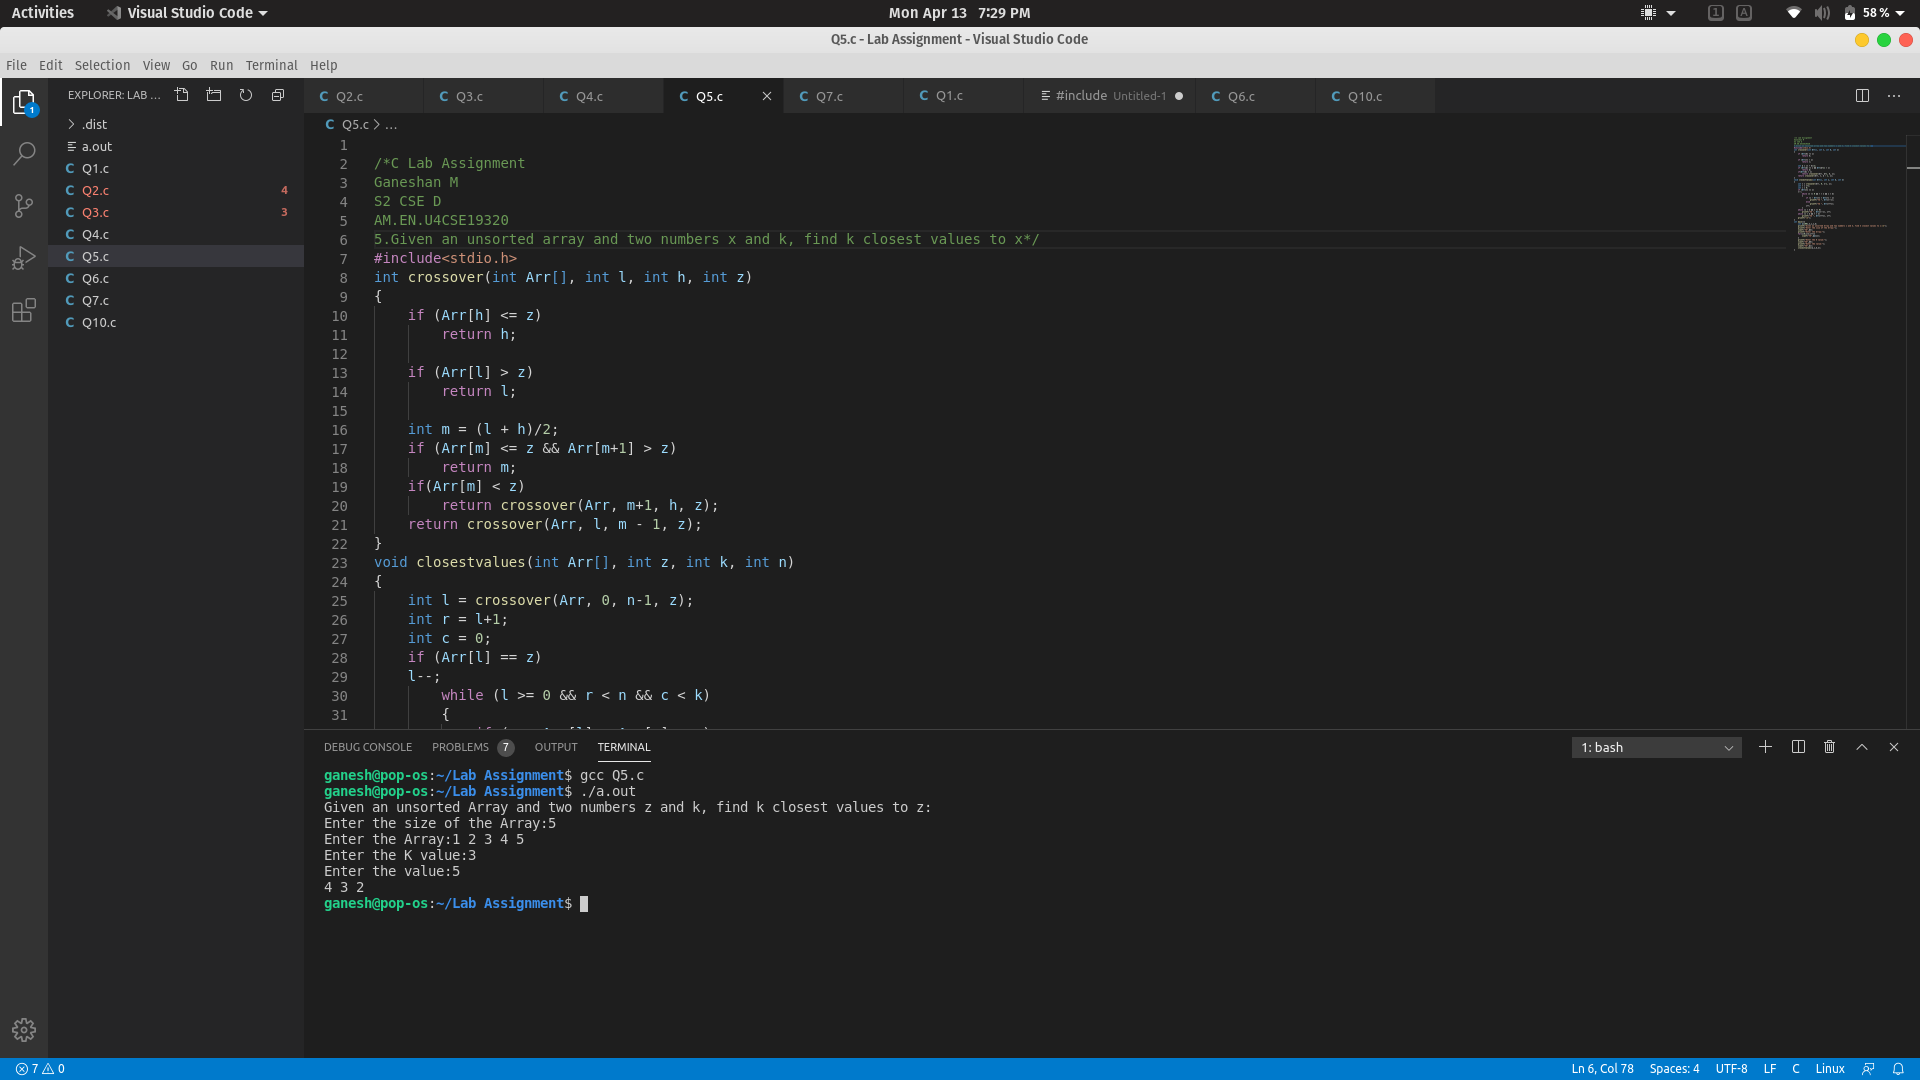 Activities
Visual Studio Code
Mon Apr 13 7:29 PM
1 A 58 %
Q5.c - Lab Assignment - Visual Studio Code
File Edit Selection View Go Run Terminal Help
EXPLORER: LAB ...
1
.dist
a.out
C Q1.c
C Q2.c 4
C Q3.c 3
C Q4.c
C Q5.c
C Q6.c
C Q7.c
C Q10.c
C Q2.c C Q3.c C Q4.c C Q5.c C Q7.c C Q1.c #include Untitled-1 C Q6.c C Q10.c
C Q5.c > ...
1
2 /*C Lab Assignment
3 Ganeshan M
4 S2 CSE D
5 AM.EN.U4CSE19320
6 5.Given an unsorted array and two numbers x and k, find k closest values to x*/
7 #include<stdio.h>
8 int crossover(int Arr[], int l, int h, int z)
9 {
10 if (Arr[h] <= z)
11 return h;
12
13 if (Arr[l] > z)
14 return l;
15
16 int m = (l + h)/2;
17 if (Arr[m] <= z && Arr[m+1] > z)
18 return m;
19 if(Arr[m] < z)
20 return crossover(Arr, m+1, h, z);
21 return crossover(Arr, l, m - 1, z);
22 }
23 void closestvalues(int Arr[], int z, int k, int n)
24 {
25 int l = crossover(Arr, 0, n-1, z);
26 int r = l+1;
27 int c = 0;
28 if (Arr[l] == z)
29 l--;
30 while (l >= 0 && r < n && c < k)
31 {
DEBUG CONSOLE PROBLEMS 7 OUTPUT TERMINAL
1: bash
ganesh@pop-os:~/Lab Assignment$ gcc Q5.c
ganesh@pop-os:~/Lab Assignment$ ./a.out
Given an unsorted Array and two numbers z and k, find k closest values to z:
Enter the size of the Array:5
Enter the Array:1 2 3 4 5
Enter the K value:3
Enter the value:5
4 3 2
ganesh@pop-os:~/Lab Assignment$
7 0
Ln 6, Col 78 Spaces: 4 UTF-8 LF C Linux